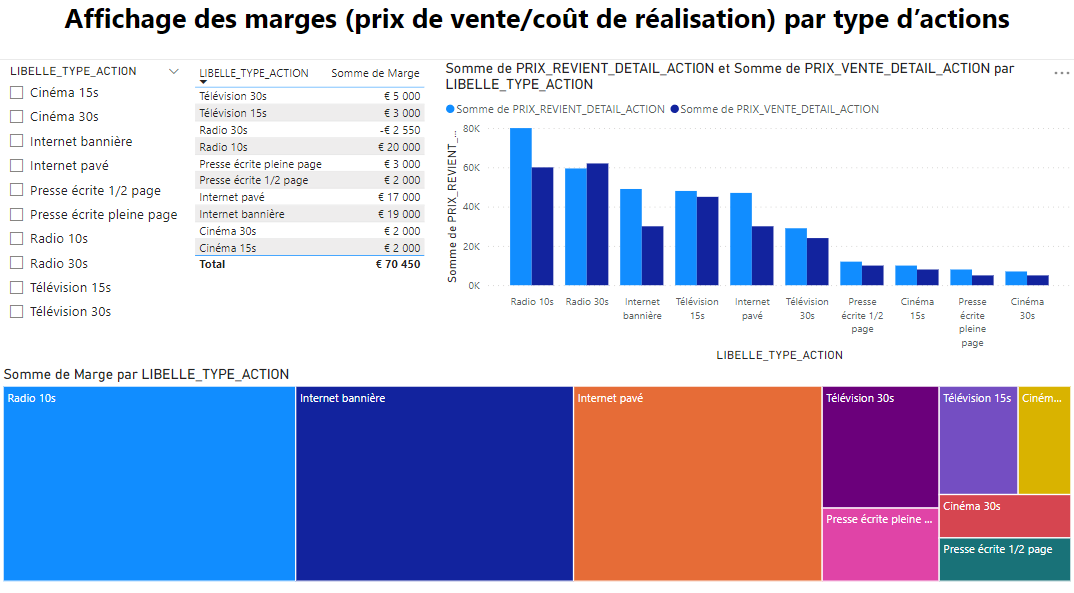 Affichage des marges (prix de vente/coût de réalisation) par type d’actions
LIBELLE_TYPE_ACTION
Cinéma 15s
Cinéma 30s
Internet bannière
Internet pavé
Presse écrite 1/2 page
Presse écrite pleine page
Radio 10s
Radio 30s
Télévision 15s
Télévision 30s
LIBELLE_TYPE_ACTION Somme de Marge
Télévision 30s € 5 000
Télévision 15s € 3 000
Radio 30s -€ 2 550
Radio 10s € 20 000
Presse écrite pleine page € 3 000
Presse écrite 1/2 page € 2 000
Internet pavé € 17 000
Internet bannière € 19 000
Cinéma 30s € 2 000
Cinéma 15s € 2 000
Total € 70 450
Somme de PRIX_REVIENT_DETAIL_ACTION et Somme de PRIX_VENTE_DETAIL_ACTION par
LIBELLE_TYPE_ACTION
Somme de PRIX_REVIENT_DETAIL_ACTION Somme de PRIX_VENTE_DETAIL_ACTION
Somme de PRIX_REVIENT_...
80K
60K
40K
20K
0K
Radio 10s
Radio 30s
Internet
bannière
Télévision
15s
Internet
pavé
Télévision
30s
Presse
écrite 1/2
page
Cinéma
15s
Presse
écrite
pleine
page
Cinéma
30s
LIBELLE_TYPE_ACTION
Somme de Marge par LIBELLE_TYPE_ACTION
Radio 10s
Internet bannière
Internet pavé
Télévision 30s
Presse écrite pleine ...
Télévision 15s
Ciném...
Cinéma 30s
Presse écrite 1/2 page